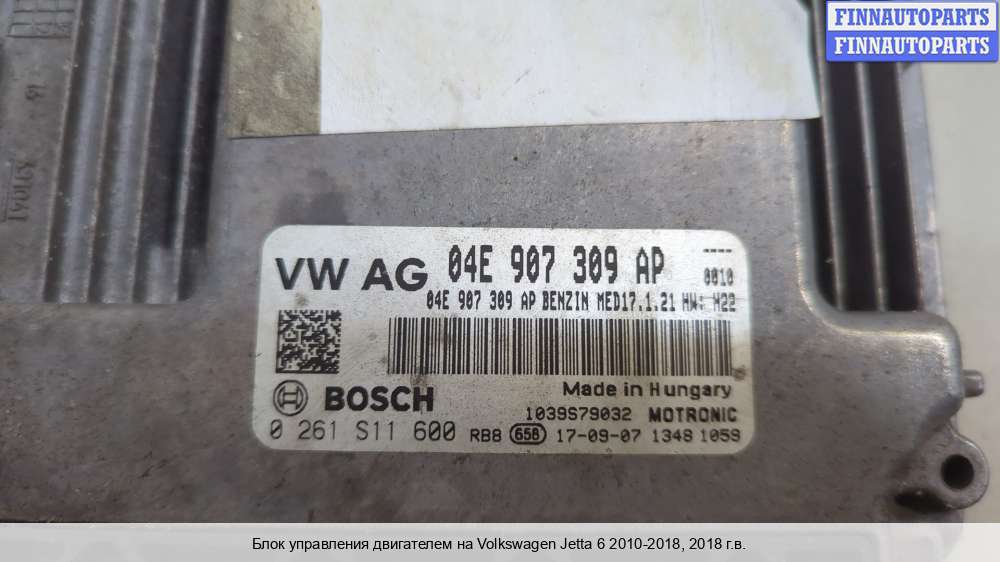 FINNAUTOPARTS
FINNAUTOPARTS
VW AG 04E 907 309 AP ----
0010
04E 907 309 AP BENZIN MED17.1.21 HW: H22
Made in Hungary
BOSCH 1039S79032 MOTRONIC
0 261 S11 600 RB8 658 17-09-07 1348 1059
Блок управления двигателем на Volkswagen Jetta 6 2010-2018, 2018 г.в.